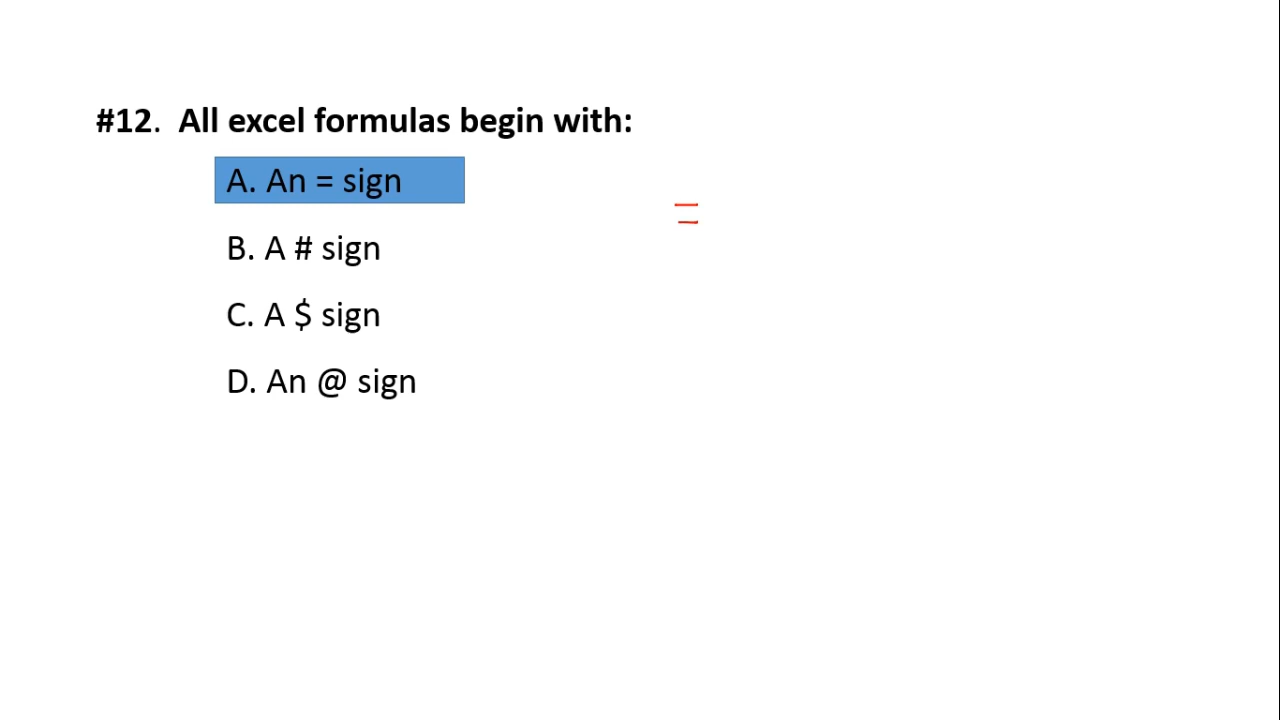 #12. All excel formulas begin with:
A. An = sign
=
B. A # sign
C. A $ sign
D. An @ sign